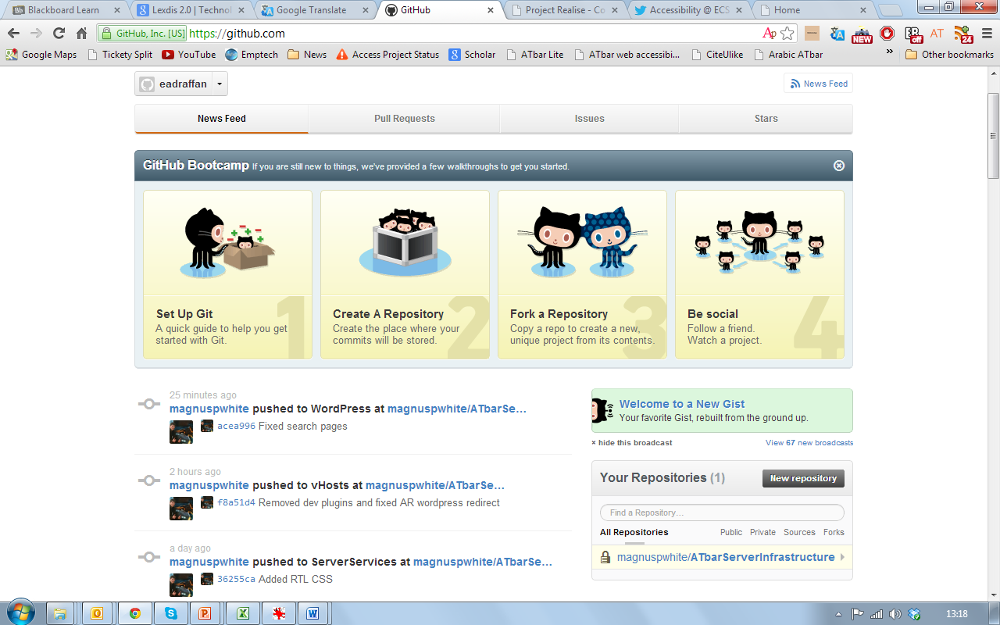 Blackboard Learn
Lexdis 2.0 | Technol
Google Translate
GitHub
Project Realise - Co
Accessibility @ ECS
Home
GitHub, Inc. [US] https://github.com
NEW
off
AT
24
Google Maps
Tickety Split
YouTube
Emptech
News
Access Project Status
Scholar
ATbar Lite
ATbar web accessibi...
CiteUlike
Arabic ATbar
»
Other bookmarks
eadraffan
News Feed
News Feed
Pull Requests
Issues
Stars
GitHub Bootcamp If you are still new to things, we've provided a few walkthroughs to get you started.
Set Up Git
A quick guide to help you get
started with Git.
1
Create A Repository
Create the place where your
commits will be stored.
2
Fork a Repository
Copy a repo to create a new,
unique project from its contents.
3
Be social
Follow a friend.
Watch a project.
4
25 minutes ago
magnuspwhite pushed to WordPress at magnuspwhite/ATbarSe…
acea996 Fixed search pages
2 hours ago
magnuspwhite pushed to vHosts at magnuspwhite/ATbarSe…
f8a51d4 Removed dev plugins and fixed AR wordpress redirect
a day ago
magnuspwhite pushed to ServerServices at magnuspwhite/ATbarSe…
36255ca Added RTL CSS
Welcome to a New Gist
Your favorite Gist, rebuilt from the ground up.
× hide this broadcast
View 67 new broadcasts
Your Repositories (1)
New repository
Find a Repository…
All Repositories
Public
Private
Sources
Forks
magnuspwhite/ATbarServerInfrastructure
13:18